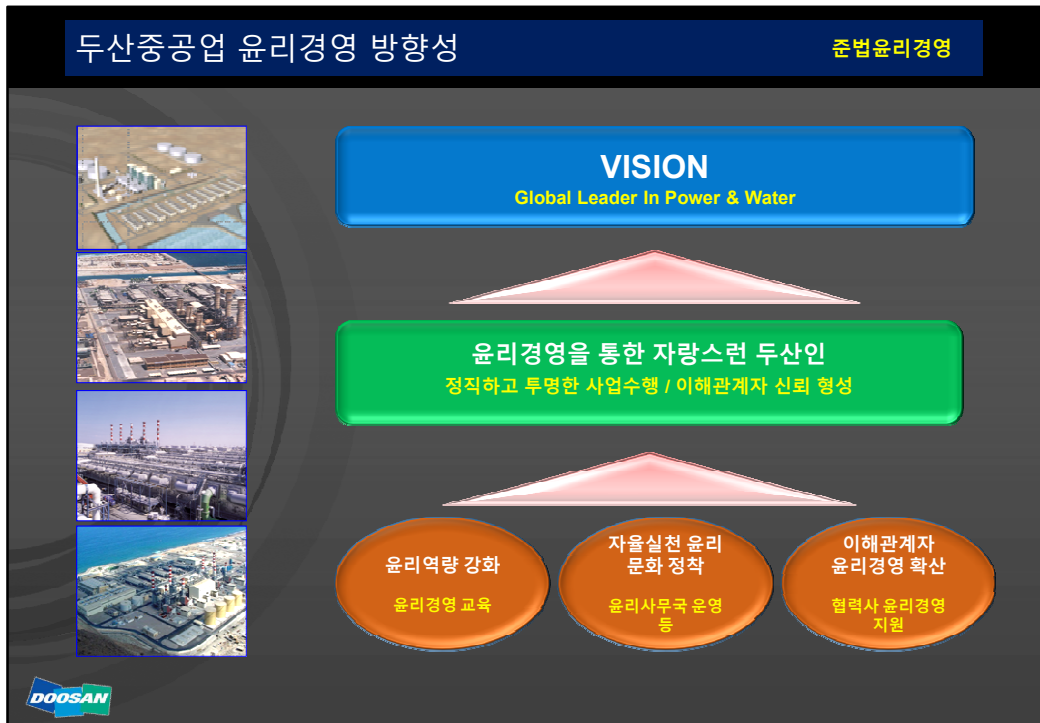 두산중공업 윤리경영 방향성
준법윤리경영
VISION
Global Leader In Power & Water
윤리경영을 통한 자랑스런 두산인
정직하고 투명한 사업수행 / 이해관계자 신뢰 형성
윤리역량 강화
윤리경영 교육
자율실천 윤리
문화 정착
윤리사무국 운영
등
이해관계자
윤리경영 확산
협력사 윤리경영
지원
DOOSAN